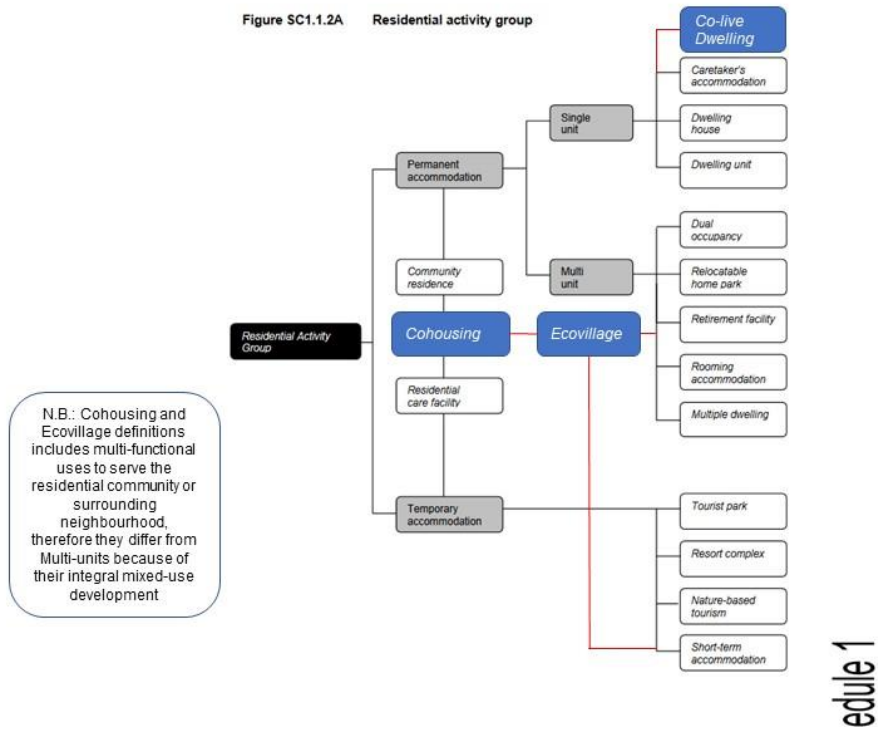 Figure SC1.1.2A Residential activity group
Co-live
Dwelling
Caretaker's
accommodation
Single
unit
Dwelling
house
Dwelling unit
Permanent
accommodation
Dual
occupancy
Community
residence
Multi
unit
Relocatable
home park
Residential Activity
Group
Cohousing
Ecovillage
Retirement facility
Residential
care facility
Rooming
accommodation
Multiple dwelling
N.B.: Cohousing and
Ecovillage definitions
includes multi-functional
uses to serve the
residential community or
surrounding
neighbourhood,
therefore they differ from
Multi-units because of
their integral mixed-use
development
Temporary
accommodation
Tourist park
Resort complex
Nature-based
tourism
Short-term
accommodation
edule 1